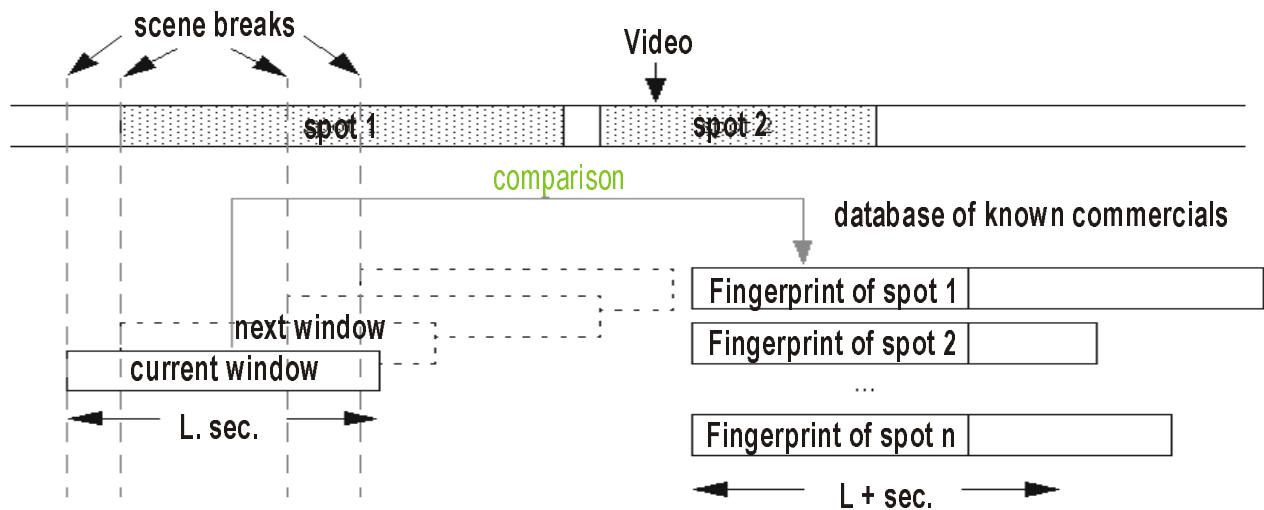 scene breaks
Video
spot 1
spot 2
comparison
database of known commercials
Fingerprint of spot 1
next window
Fingerprint of spot 2
current window
...
L. sec.
Fingerprint of spot n
L + sec.